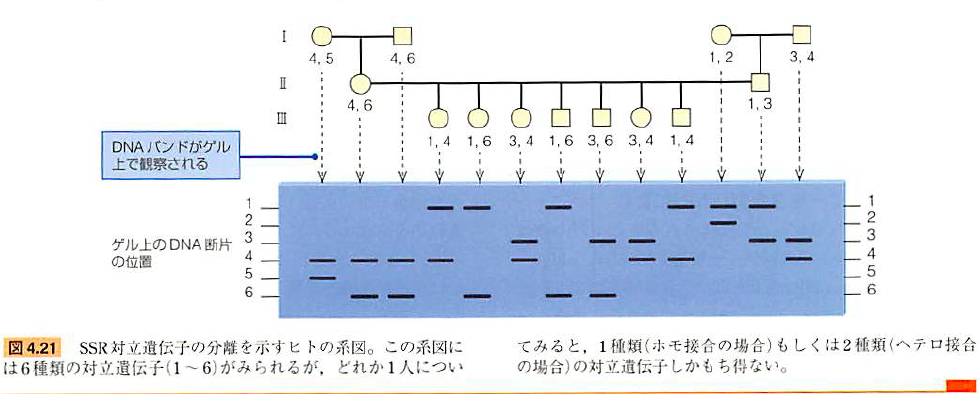 I
4, 5
4, 6
1, 2
3, 4
II
4, 6
1, 3
III
1, 4
1, 6
3, 4
1, 6
3, 6
3, 4
1, 4
DNAバンドがゲル
上で観察される
ゲル上のDNA断片
の位置
1
2
3
4
5
6
1
2
3
4
5
6
図4.21 SSR対立遺伝子の分離を示すヒトの系図。この系図に
は6種類の対立遺伝子(1〜6)がみられるが，どれか1人につい
てみると，1種類(ホモ接合の場合)もしくは2種類(ヘテロ接合
の場合)の対立遺伝子しかもち得ない。